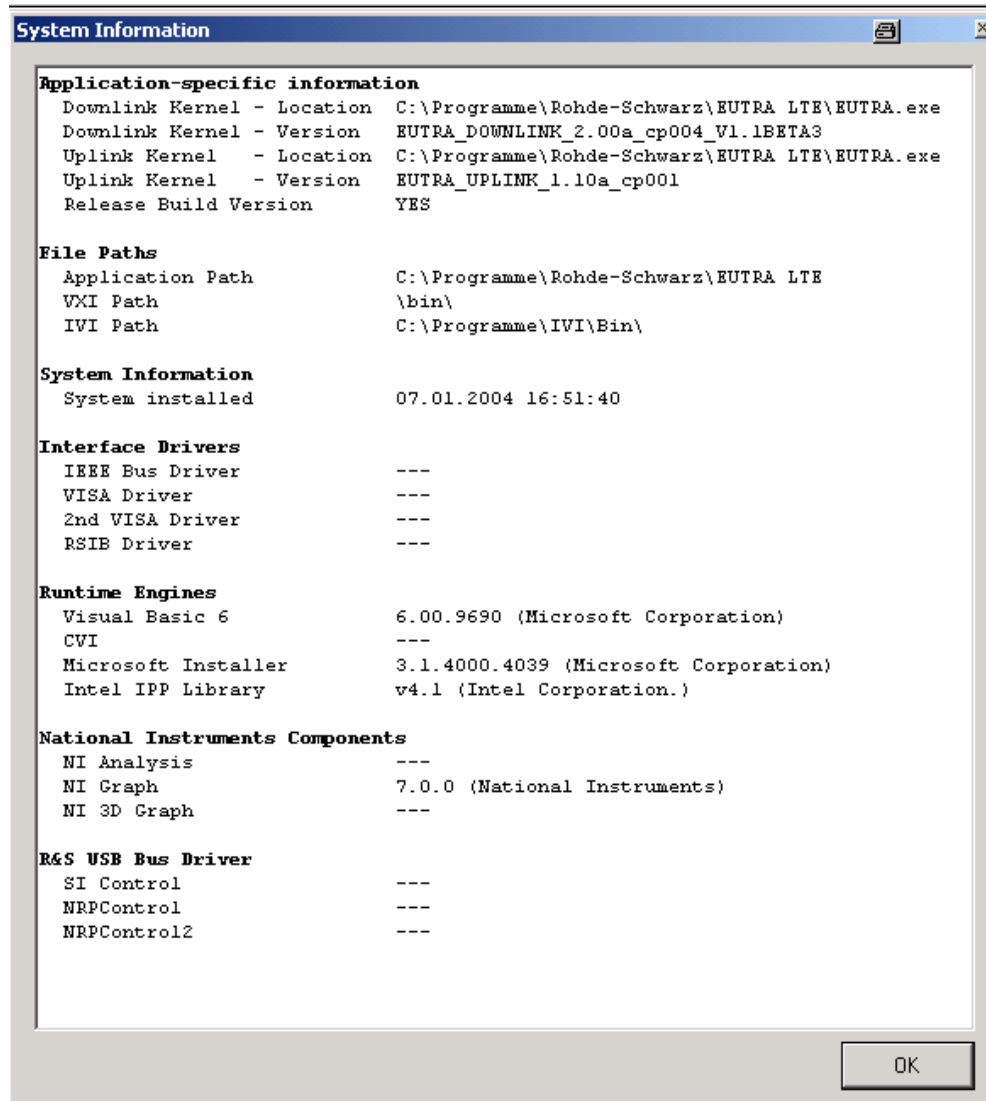 System Information
Application-specific information
Downlink Kernel - Location C:\Programme\Rohde-Schwarz\EUTRA LTE\EUTRA.exe
Downlink Kernel - Version EUTRA_DOWNLINK_2.00a_cp004_V1.1BETA3
Uplink Kernel - Location C:\Programme\Rohde-Schwarz\EUTRA LTE\EUTRA.exe
Uplink Kernel - Version EUTRA_UPLINK_1.10a_cp001
Release Build Version YES
File Paths
Application Path C:\Programme\Rohde-Schwarz\EUTRA LTE
VXI Path \bin\
IVI Path C:\Programme\IVI\Bin\
System Information
System installed 07.01.2004 16:51:40
Interface Drivers
IEEE Bus Driver ---
VISA Driver ---
2nd VISA Driver ---
RSIB Driver ---
Runtime Engines
Visual Basic 6 6.00.9690 (Microsoft Corporation)
CVI ---
Microsoft Installer 3.1.4000.4039 (Microsoft Corporation)
Intel IPP Library v4.1 (Intel Corporation.)
National Instruments Components
NI Analysis ---
NI Graph 7.0.0 (National Instruments)
NI 3D Graph ---
R&S USB Bus Driver
SI Control ---
NRPControl ---
NRPControl2 ---
OK